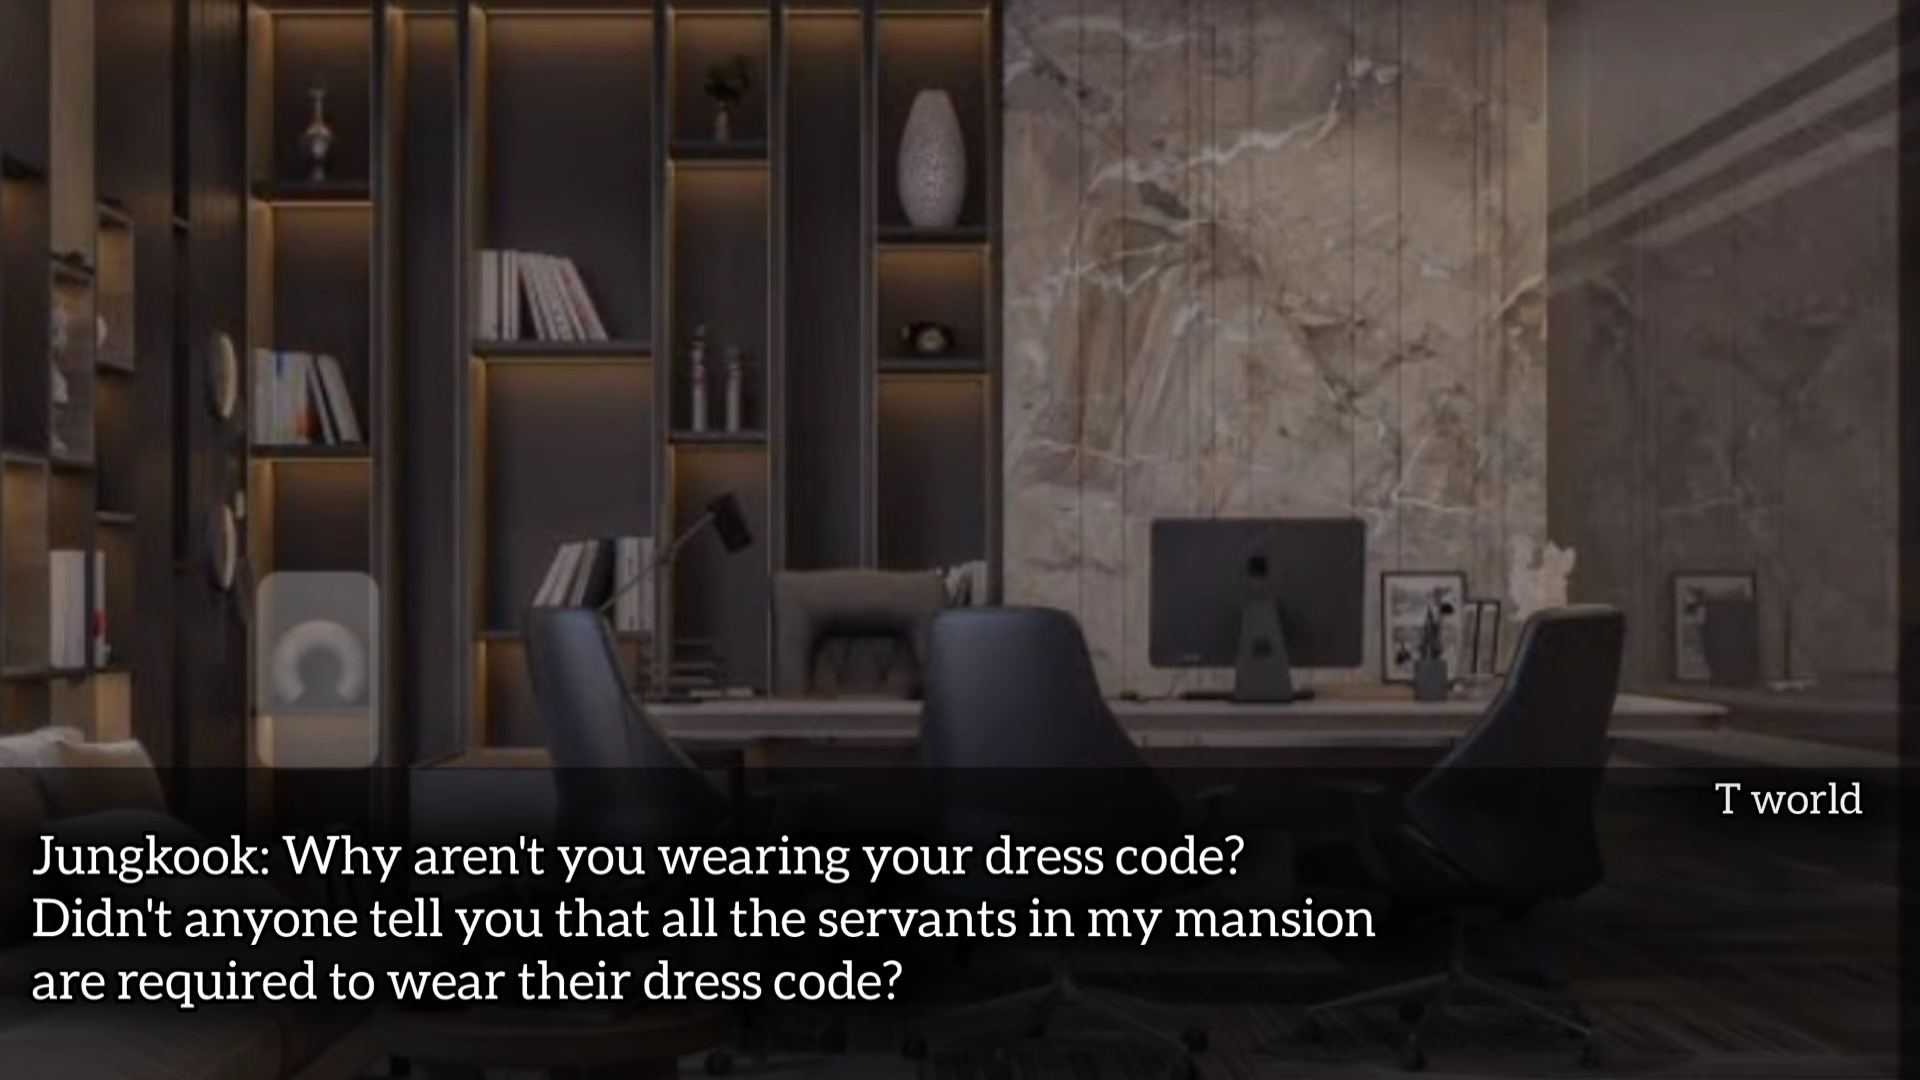 T world
Jungkook: Why aren't you wearing your dress code?
Didn't anyone tell you that all the servants in my mansion
are required to wear their dress code?